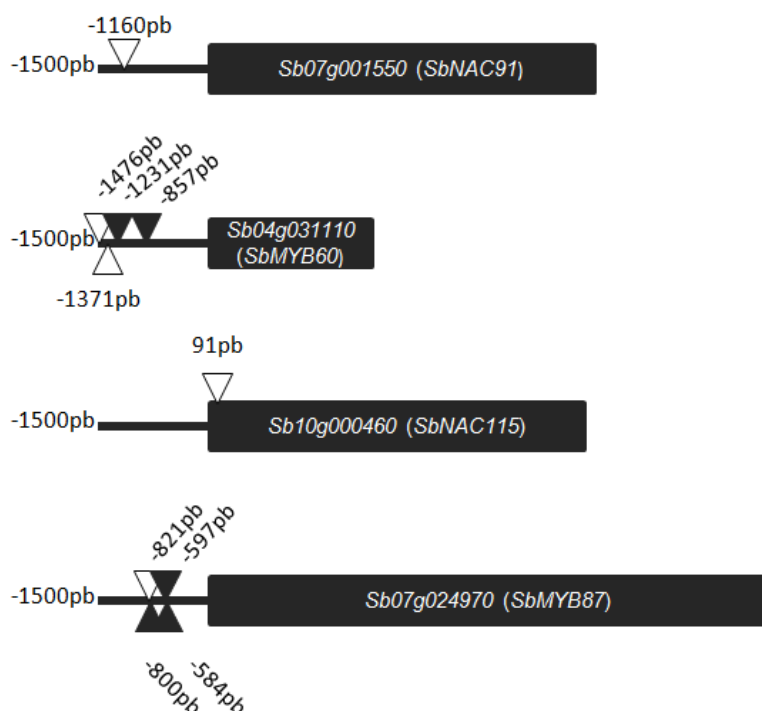 -1160pb
-1500pb
Sb07g001550 (SbNAC91)
-1476pb
-1231pb
-857pb
-1500pb
Sb04g031110
(SbMYB60)
-1371pb
91pb
-1500pb
Sb10g000460 (SbNAC115)
-821pb
-597pb
-1500pb
Sb07g024970 (SbMYB87)
-800pb
-584pb